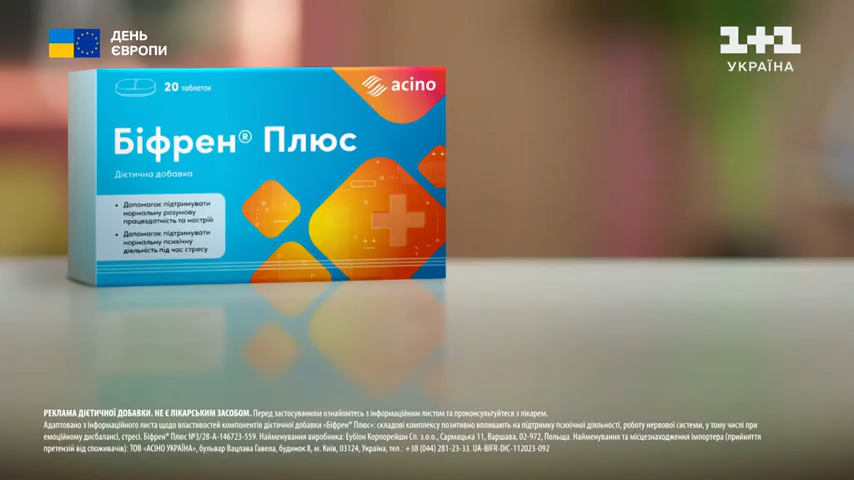 ДЕНЬ
ЄВРОПИ
1+1
УКРАЇНА
20 таблеток
acino
Біфрен® Плюс
Дієтична добавка
• Допомагає підтримувати
нормальну розумову
працездатність та настрій
• Допомагає підтримувати
нормальну психічну
діяльність під час стресу
РЕКЛАМА ДІЄТИЧНОЇ ДОБАВКИ. НЕ Є ЛІКАРСЬКИМ ЗАСОБОМ. Перед застосуванням ознайомтесь з інформаційним листом та проконсультуйтеся з лікарем.
Адаптовано з Інформаційного листа щодо властивостей компонентів дієтичної добавки «Біфрен® Плюс»: складові комплексу позитивно впливають на підтримку психічної діяльності, роботу нервової системи, у тому числі при
емоційному дисбалансі, стресі. Біфрен® Плюс №3/28-А-146723-559. Найменування виробника: Еубіон Корпорейшн Сп. з.о.о., Сармацька 11, Варшава, 02-972, Польща. Найменування та місцезнаходження імпортера (прийняття
претензій від споживачів): ТОВ «АСІНО УКРАЇНА», бульвар Вацлава Гавела, будинок 8, м. Київ, 03124, Україна, тел.: +38 (044) 281-23-33. UA-BIFR-DIC-112023-092